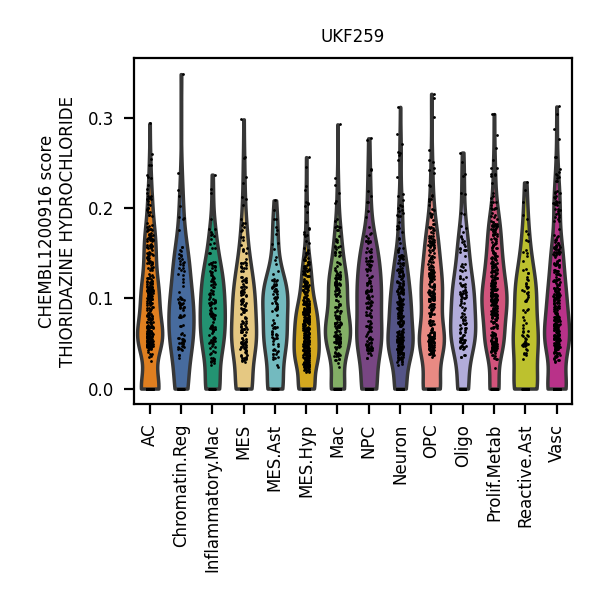 UKF259
CHEMBL1200916 score
THIORIDAZINE HYDROCHLORIDE
0.3
0.2
0.1
0.0
AC
Chromatin.Reg
Inflammatory.Mac
MES
MES.Ast
MES.Hyp
Mac
NPC
Neuron
OPC
Oligo
Prolif.Metab
Reactive.Ast
Vasc